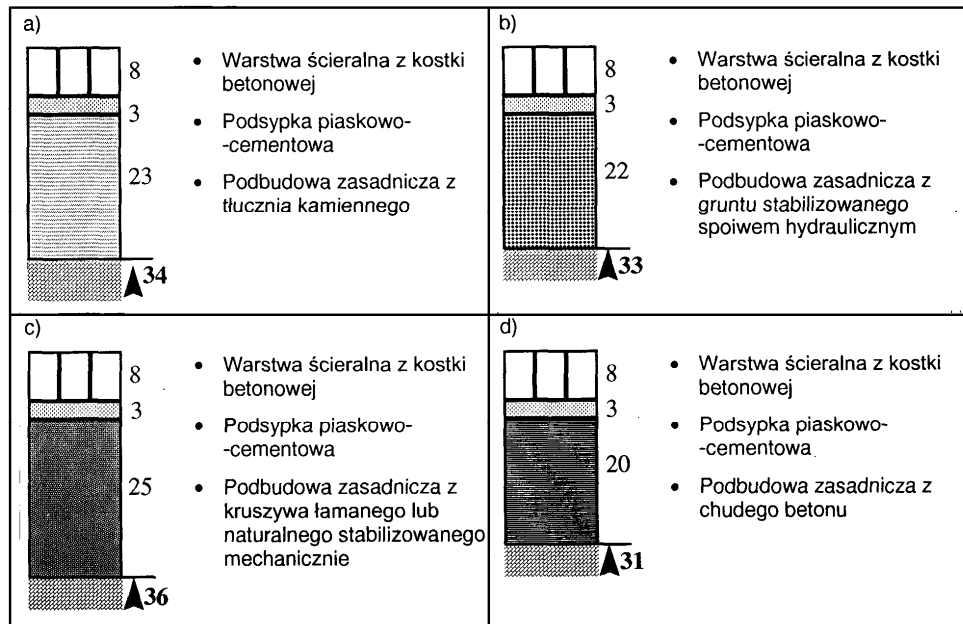 a)
8
3
23
34
• Warstwa ścieralna z kostki
betonowej
• Podsypka piaskowo-
-cementowa
• Podbudowa zasadnicza z
tłucznia kamiennego
b)
8
3
22
33
• Warstwa ścieralna z kostki
betonowej
• Podsypka piaskowo-
-cementowa
• Podbudowa zasadnicza z
gruntu stabilizowanego
spoiwem hydraulicznym
c)
8
3
25
36
• Warstwa ścieralna z kostki
betonowej
• Podsypka piaskowo-
-cementowa
• Podbudowa zasadnicza z
kruszywa łamanego lub
naturalnego stabilizowanego
mechanicznie
d)
8
3
20
31
• Warstwa ścieralna z kostki
betonowej
• Podsypka piaskowo-
-cementowa
• Podbudowa zasadnicza z
chudego betonu